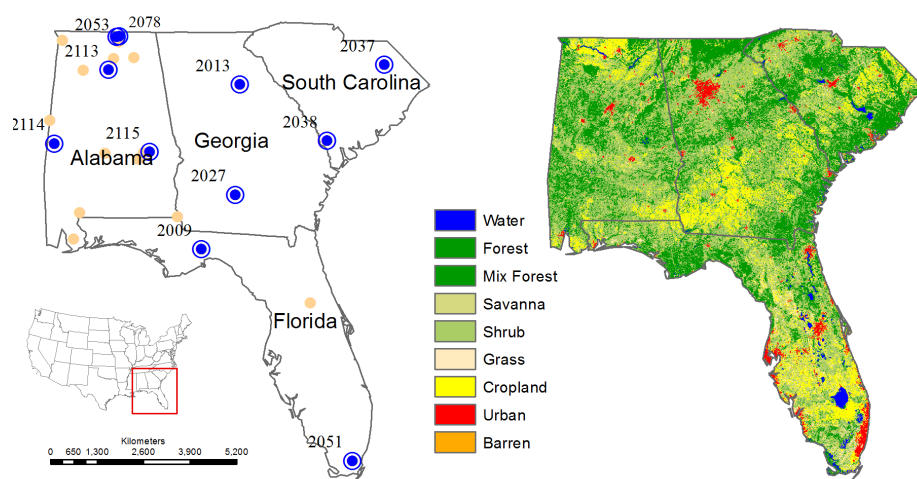 2053 2078
2113
2037
2013
South Carolina
2114
2115
2038
Georgia
Alabama
2027
2009
Florida
2051
Kilometers
0 650 1,300 2,600 3,900 5,200
Water
Forest
Mix Forest
Savanna
Shrub
Grass
Cropland
Urban
Barren